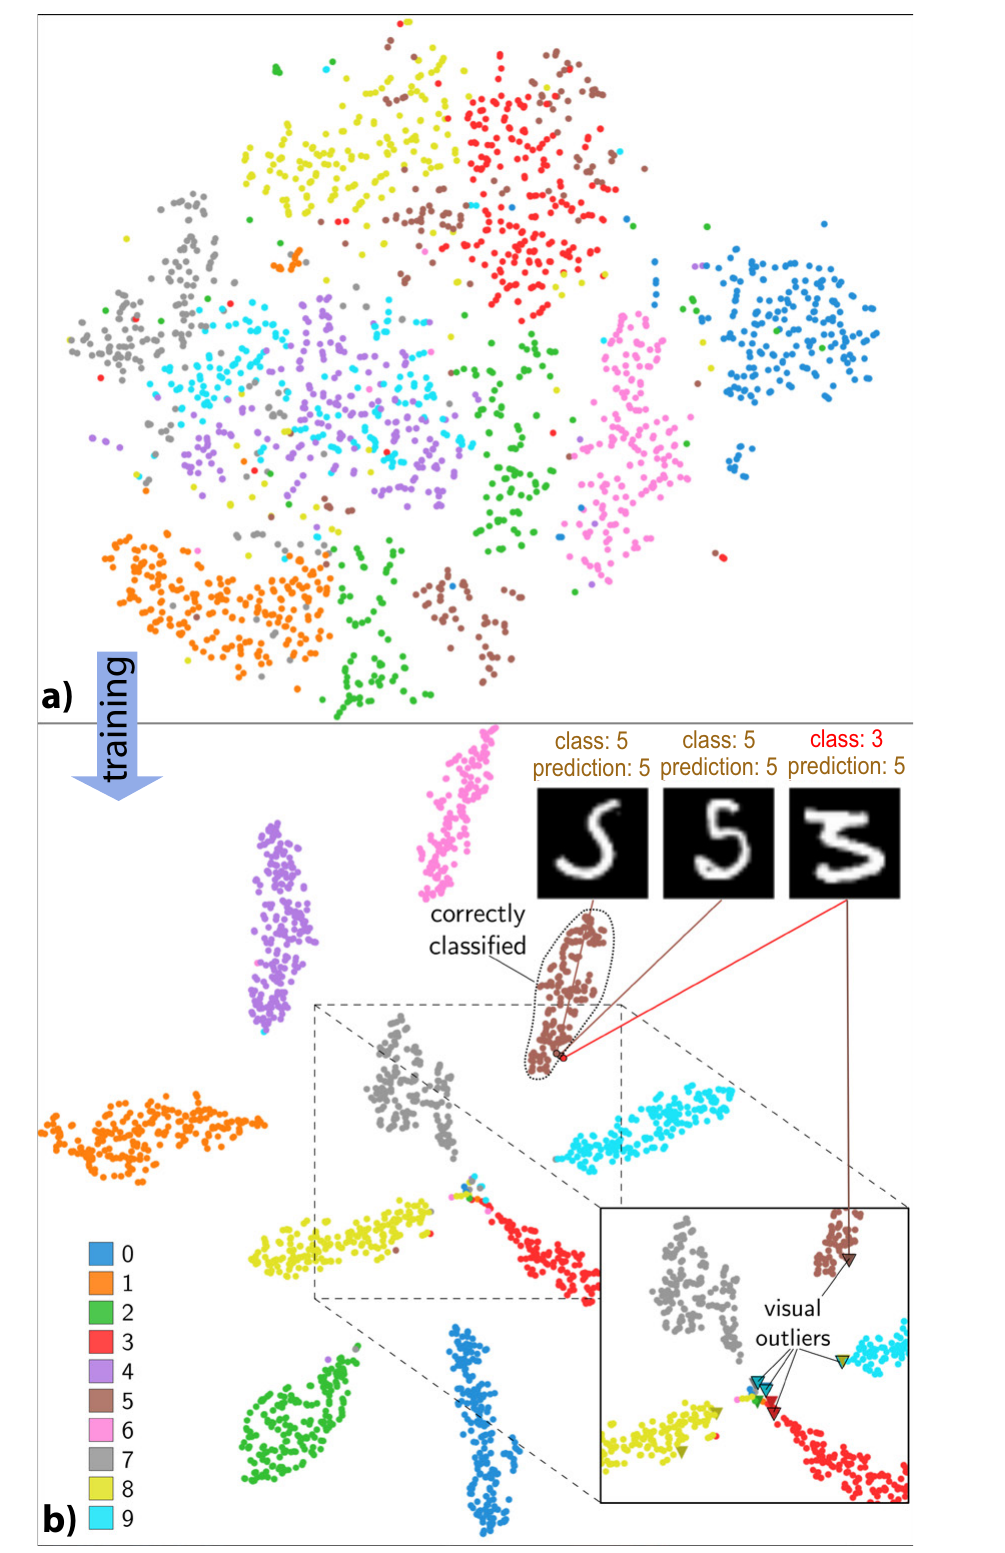 a)
training
class: 5
prediction: 5
class: 5
prediction: 5
class: 3
prediction: 5
correctly
classified
visual
outliers
0
1
2
3
4
5
6
7
8
9
b)